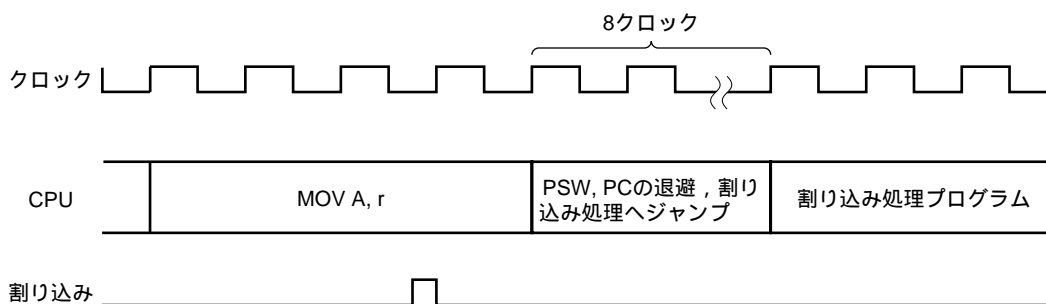 8クロック
クロック
CPU
MOV A, r
PSW, PCの退避，割り
込み処理へジャンプ
割り込み処理プログラム
割り込み